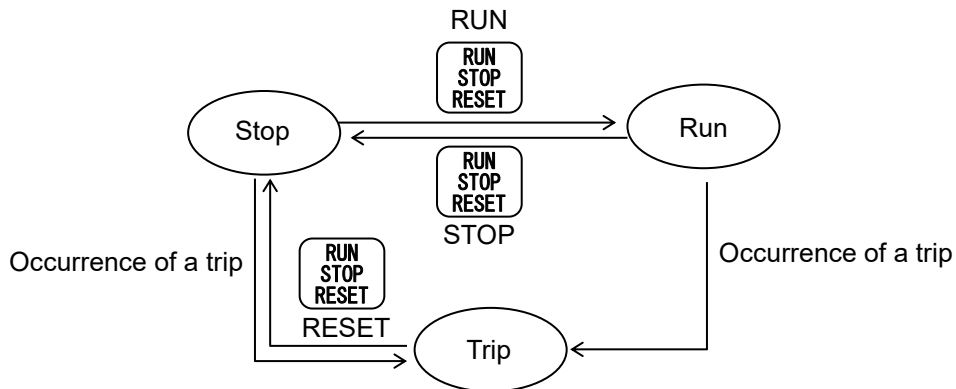 RUN
RUN
STOP
RESET
Stop
Run
RUN
STOP
RESET
STOP
Occurrence of a trip
RUN
STOP
RESET
RESET
Occurrence of a trip
Trip